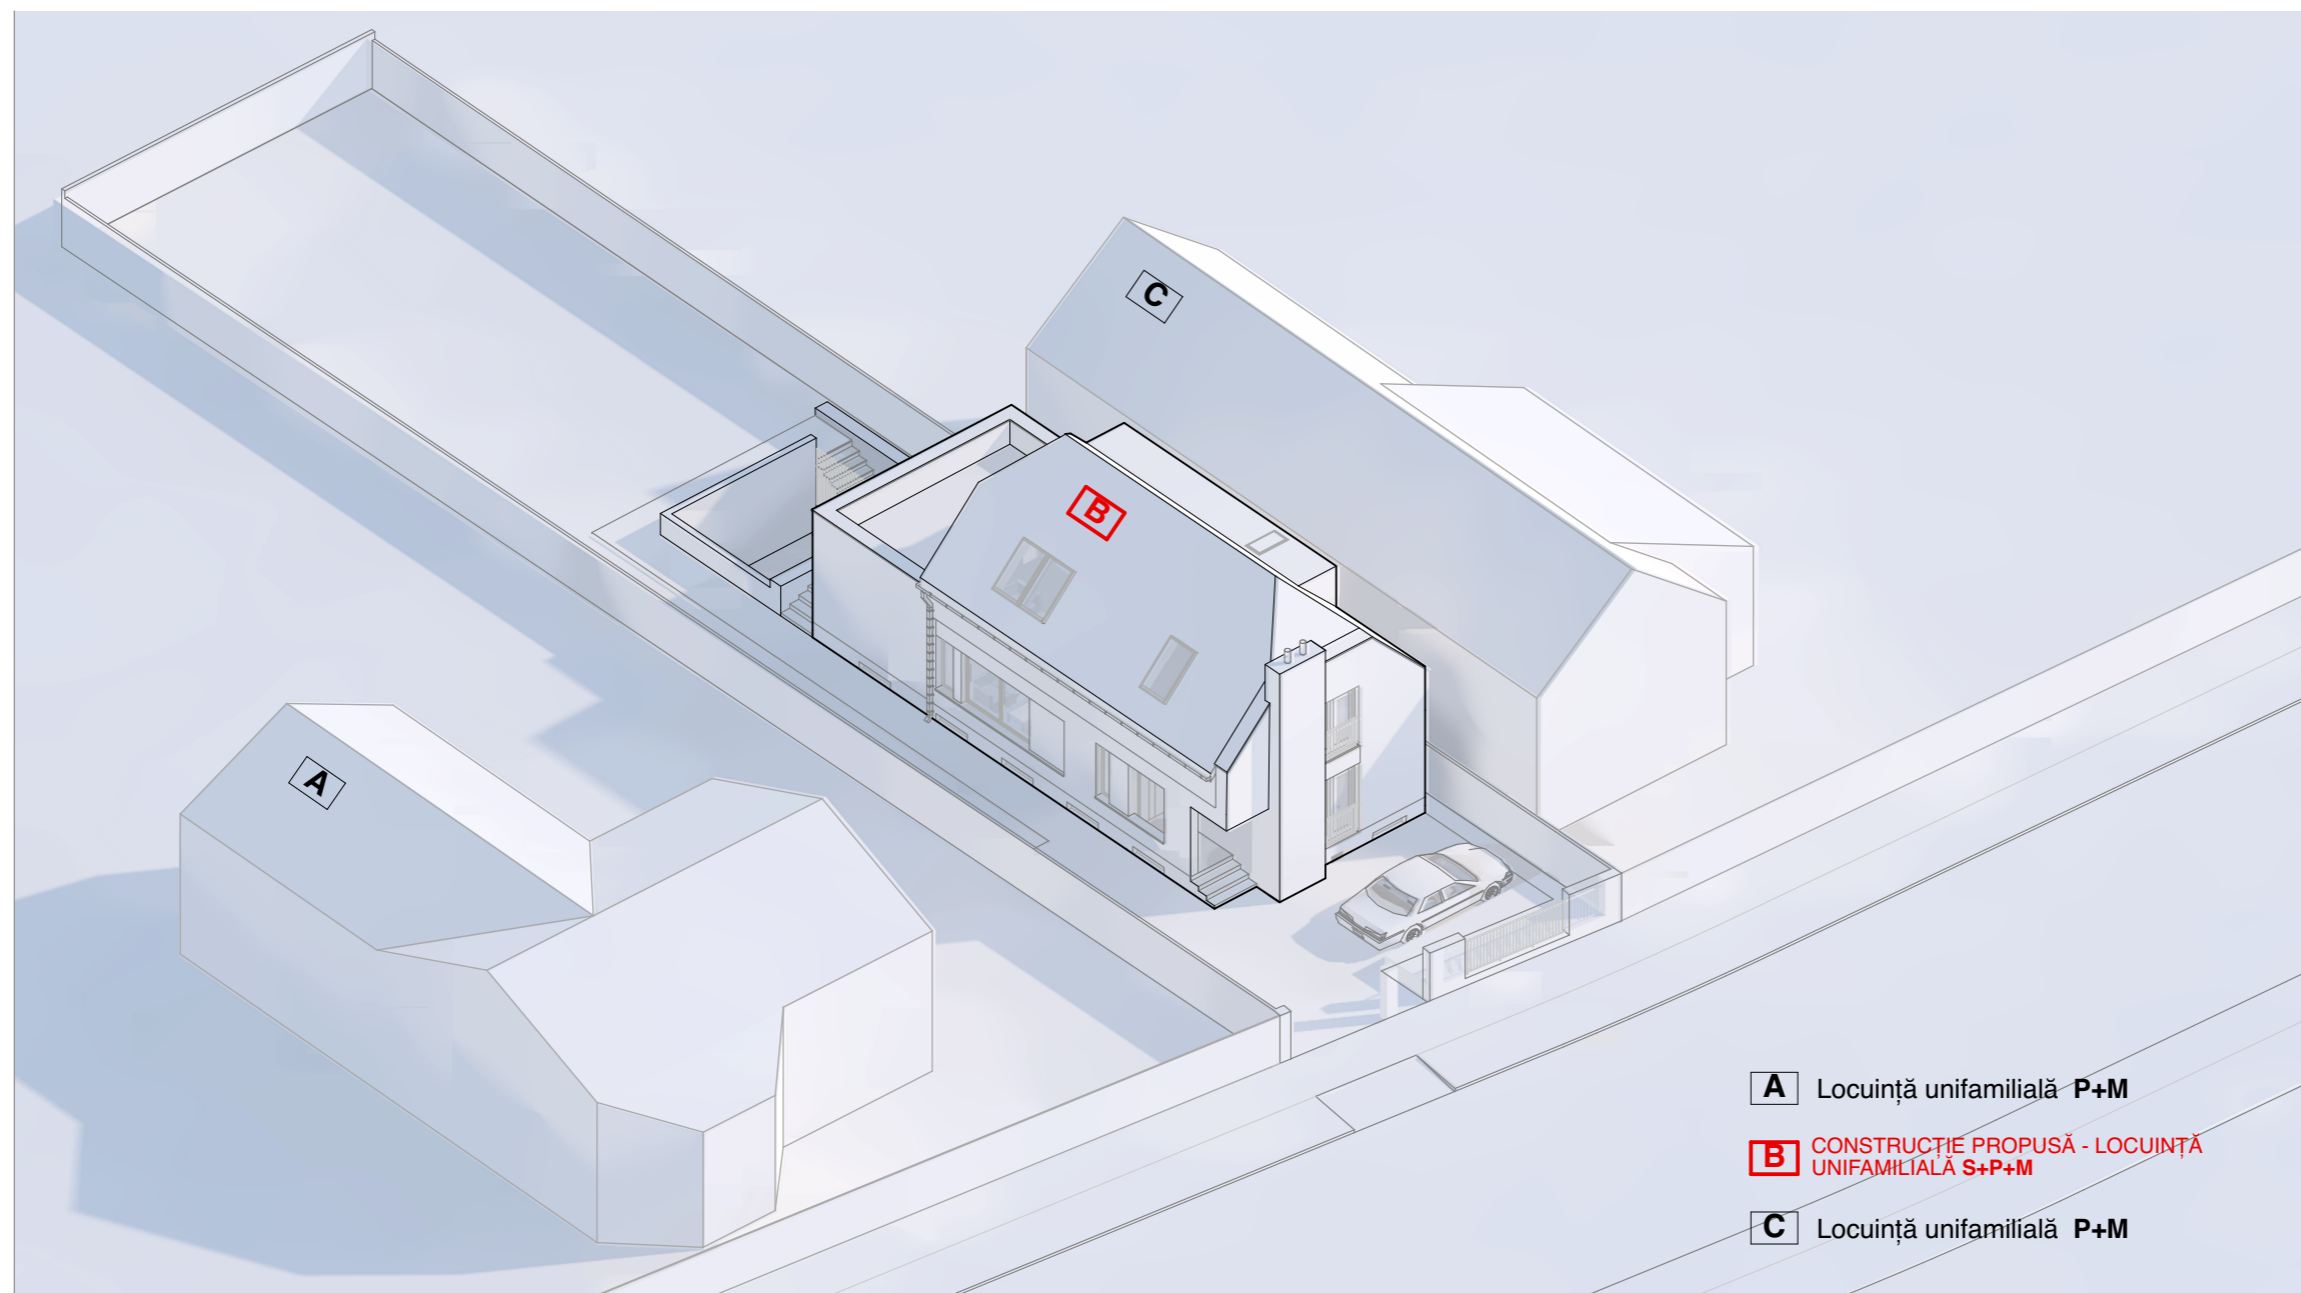 C
B
A
A Locuință unifamilială P+M
B CONSTRUCȚIE PROPUSĂ - LOCUINȚĂ
UNIFAMILIALĂ S+P+M
C Locuință unifamilială P+M